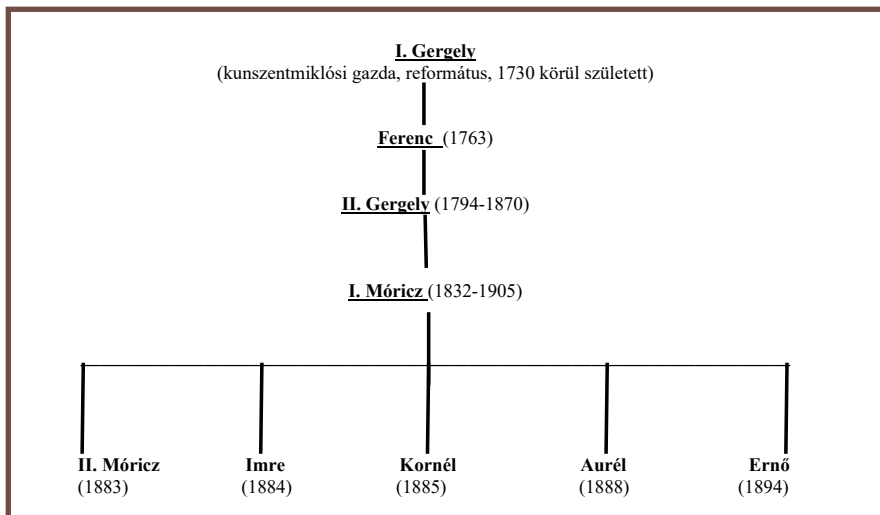 I. Gergely
(kunszentmiklósi gazda, református, 1730 körül született)
Ferenc (1763)
II. Gergely (1794-1870)
I. Móricz (1832-1905)
II. Móricz Imre Kornél Aurél Ernő
(1883) (1884) (1885) (1888) (1894)